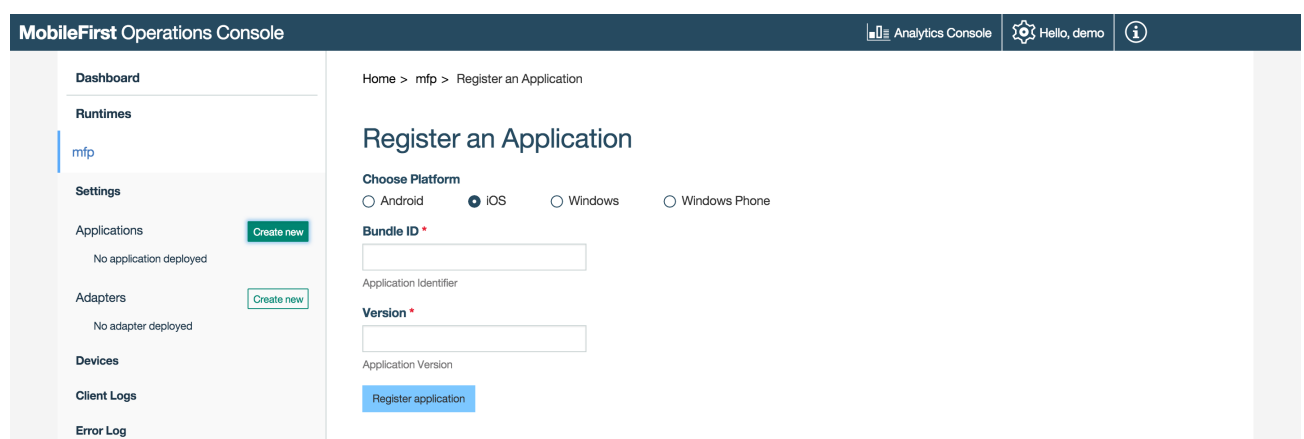 MobileFirst Operations Console
Analytics Console
Hello, demo
Dashboard
Runtimes
mfp
Settings
Applications Create new
No application deployed
Adapters Create new
No adapter deployed
Devices
Client Logs
Error Log
Home > mfp > Register an Application
Register an Application
Choose Platform
Android iOS Windows Windows Phone
Bundle ID *
Application Identifier
Version *
Application Version
Register application